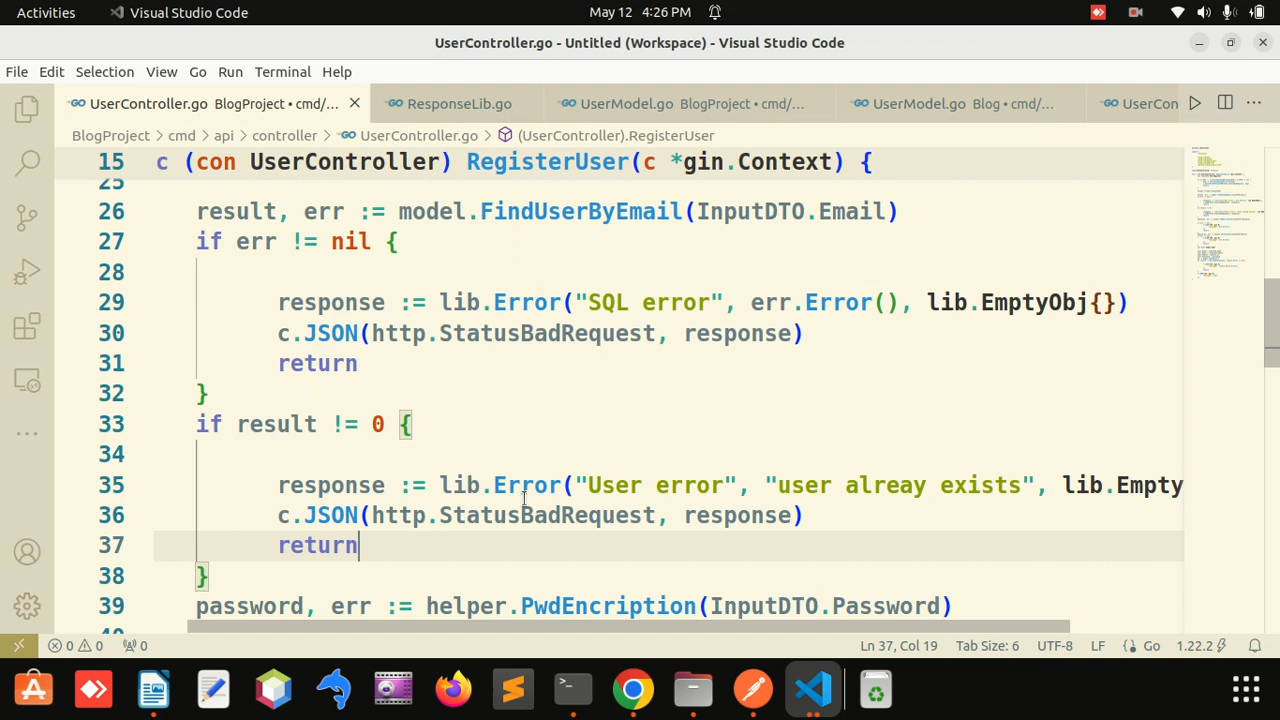 Activities Visual Studio Code May 12 4:26 PM
UserController.go - Untitled (Workspace) - Visual Studio Code
File Edit Selection View Go Run Terminal Help
UserController.go BlogProject • cmd/... ResponseLib.go UserModel.go BlogProject • cmd/... UserModel.go Blog • cmd/... UserCon
BlogProject > cmd > api > controller > UserController.go > (UserController).RegisterUser
15 c (con UserController) RegisterUser(c *gin.Context) {
25
26 result, err := model.FindUserByEmail(InputDTO.Email)
27 if err != nil {
28
29 response := lib.Error("SQL error", err.Error(), lib.EmptyObj{})
30 c.JSON(http.StatusBadRequest, response)
31 return
32 }
33 if result != 0 {
34
35 response := lib.Error("User error", "user alreay exists", lib.Empty
36 c.JSON(http.StatusBadRequest, response)
37 return
38 }
39 password, err := helper.PwdEncription(InputDTO.Password)
0 0 0 Ln 37, Col 19 Tab Size: 6 UTF-8 LF {} Go 1.22.2